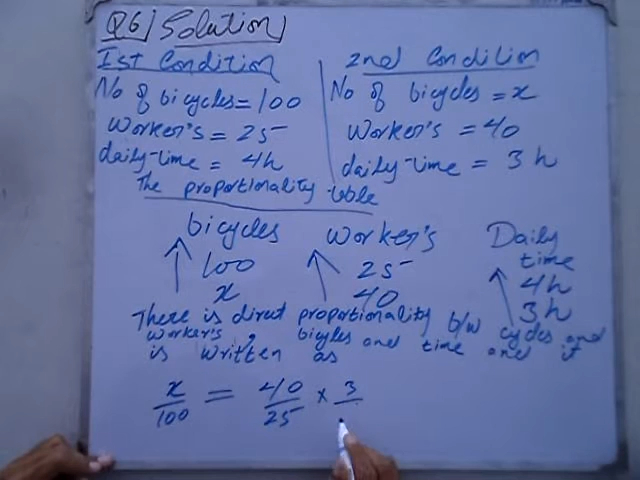 Q6/ Solution/
Ist Condition
No of bicycles = 100
Worker's = 25
daily-time = 4h
2nd Condition
No of bicycles = x
Worker's = 40
daily-time = 3h
The proportionality table
bicycles Worker's Daily time
100 25 4h
x 40 3h
There is direct proportionality b/w cycles and
worker's, bicycles and time and it
is written as
x/100 = 40/25 × 3